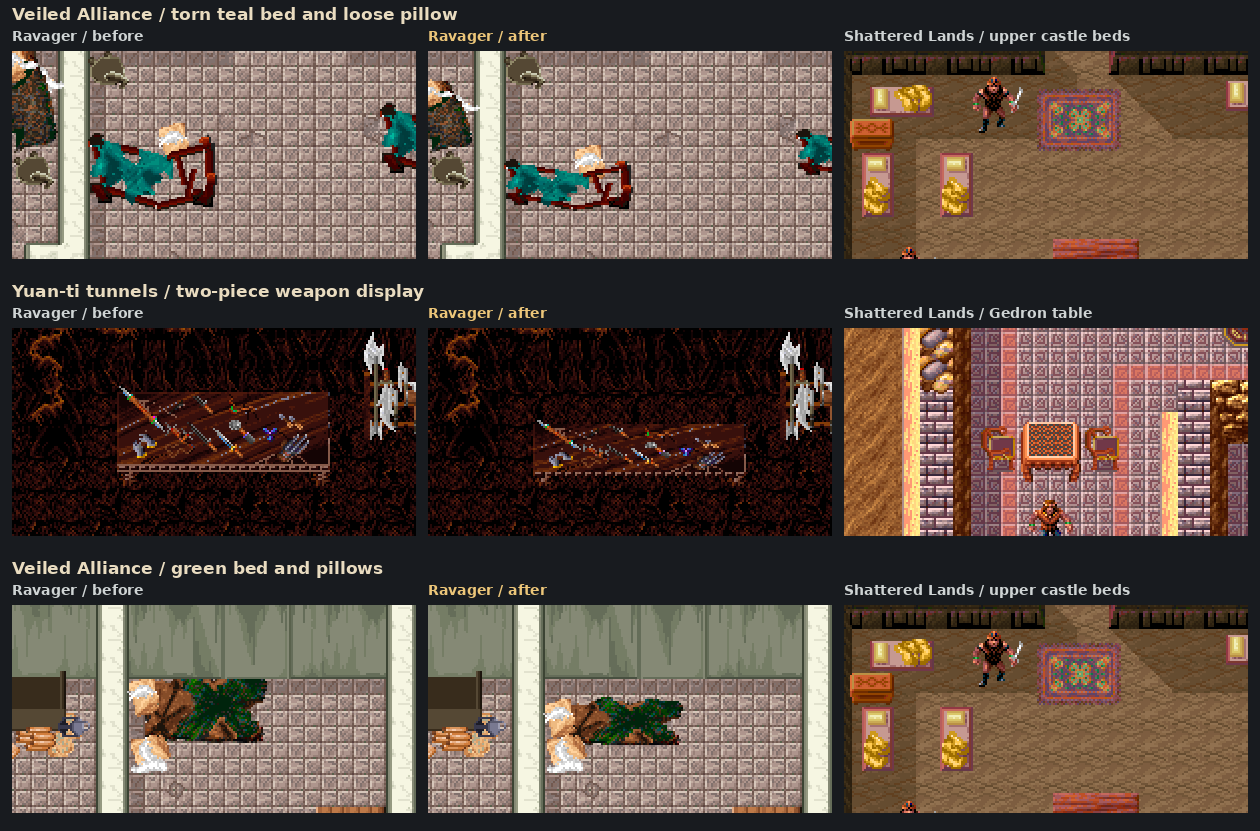 Veiled Alliance / torn teal bed and loose pillow
Ravager / before
Ravager / after
Shattered Lands / upper castle beds
Yuan-ti tunnels / two-piece weapon display
Ravager / before
Ravager / after
Shattered Lands / Gedron table
Veiled Alliance / green bed and pillows
Ravager / before
Ravager / after
Shattered Lands / upper castle beds